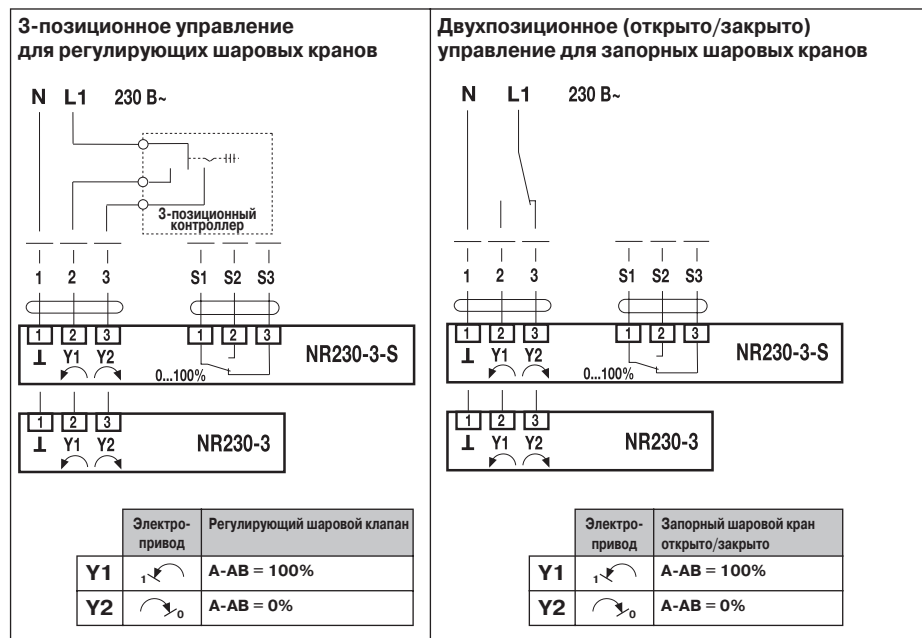 3-позиционное управление
для регулирующих шаровых кранов
N L1 230 В~
3-позиционный
контроллер
1 2 3 S1 S2 S3
1 2 3 1 2 3
⊥ Y1 Y2 NR230-3-S
0...100%
1 2 3
⊥ Y1 Y2 NR230-3
Электро-
привод
Регулирующий шаровой клапан
Y1 1 A-AB = 100%
Y2 0 A-AB = 0%
Двухпозиционное (открыто/закрыто)
управление для запорных шаровых кранов
N L1 230 В~
1 2 3 S1 S2 S3
1 2 3 1 2 3
⊥ Y1 Y2 NR230-3-S
0...100%
1 2 3
⊥ Y1 Y2 NR230-3
Электро-
привод
Запорный шаровой кран
открыто/закрыто
Y1 1 A-AB = 100%
Y2 0 A-AB = 0%